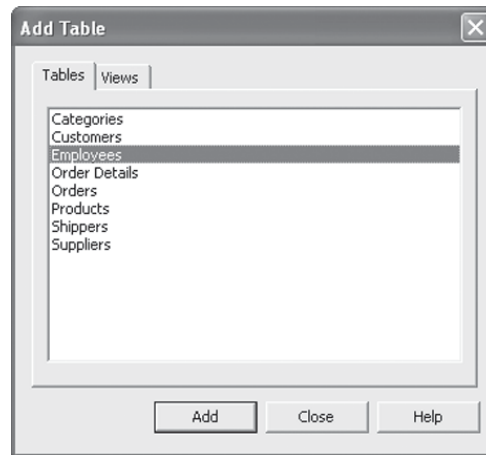 Add Table
Tables Views
Categories
Customers
Employees
Order Details
Orders
Products
Shippers
Suppliers
Add Close Help